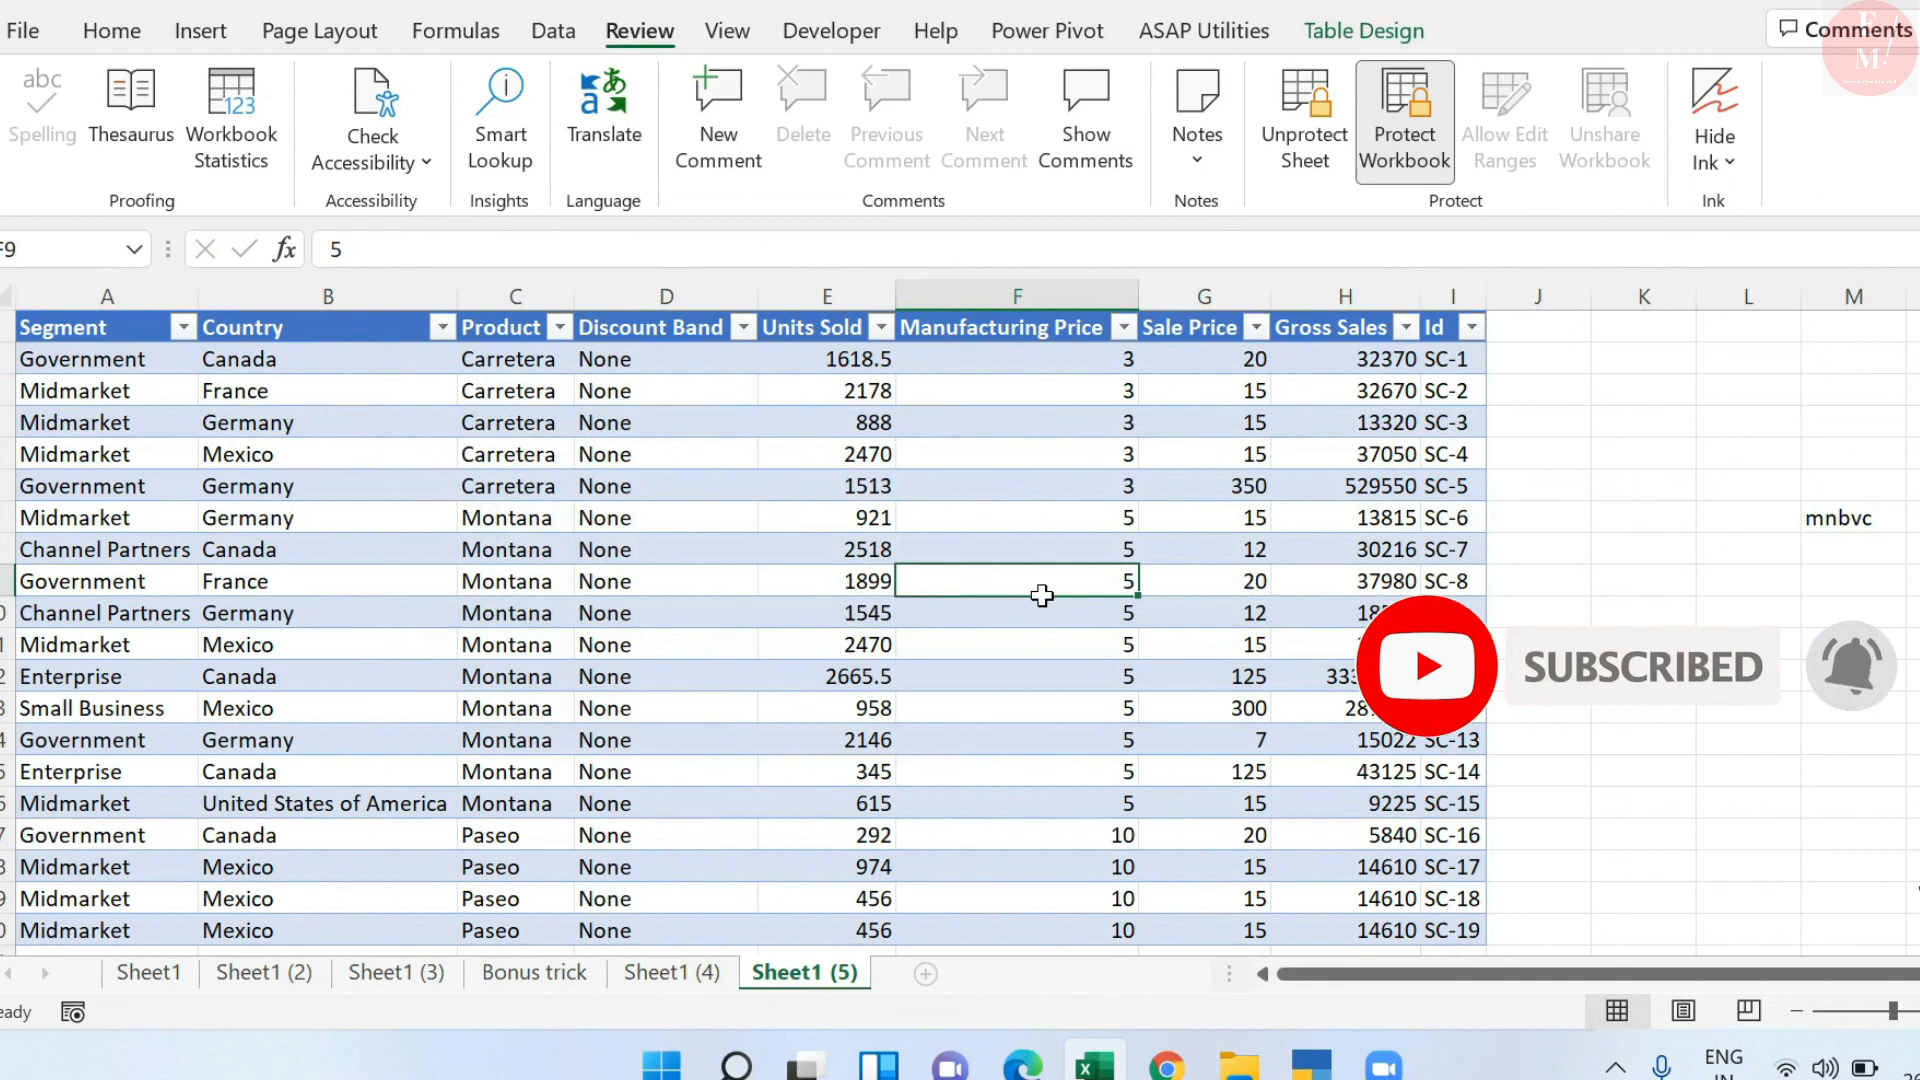 File Home Insert Page Layout Formulas Data Review View Developer Help Power Pivot ASAP Utilities Table Design Comments
abc Spelling
Thesaurus
123 Workbook Statistics
Check Accessibility
Smart Lookup
Translate
New Comment
Delete
Previous Comment
Next Comment
Show Comments
Notes
Unprotect Sheet
Protect Workbook
Allow Edit Ranges
Unshare Workbook
Hide Ink
Proofing Accessibility Insights Language Comments Notes Protect Ink
F9 fx 5
A B C D E F G H I J K L M
Segment Country Product Discount Band Units Sold Manufacturing Price Sale Price Gross Sales Id
Government Canada Carretera None 1618.5 3 20 32370 SC-1
Midmarket France Carretera None 2178 3 15 32670 SC-2
Midmarket Germany Carretera None 888 3 15 13320 SC-3
Midmarket Mexico Carretera None 2470 3 15 37050 SC-4
Government Germany Carretera None 1513 3 350 529550 SC-5
Midmarket Germany Montana None 921 5 15 13815 SC-6 mnbvc
Channel Partners Canada Montana None 2518 5 12 30216 SC-7
Government France Montana None 1899 5 20 37980 SC-8
Channel Partners Germany Montana None 1545 5 12
Midmarket Mexico Montana None 2470 5 15
Enterprise Canada Montana None 2665.5 5 125
Small Business Mexico Montana None 958 5 300
Government Germany Montana None 2146 5 7 15022 SC-13
Enterprise Canada Montana None 345 5 125 43125 SC-14
Midmarket United States of America Montana None 615 5 15 9225 SC-15
Government Canada Paseo None 292 10 20 5840 SC-16
Midmarket Mexico Paseo None 974 10 15 14610 SC-17
Midmarket Mexico Paseo None 456 10 15 14610 SC-18
Midmarket Mexico Paseo None 456 10 15 14610 SC-19
SUBSCRIBED
Sheet1 Sheet1 (2) Sheet1 (3) Bonus trick Sheet1 (4) Sheet1 (5)
eady
ENG
IN